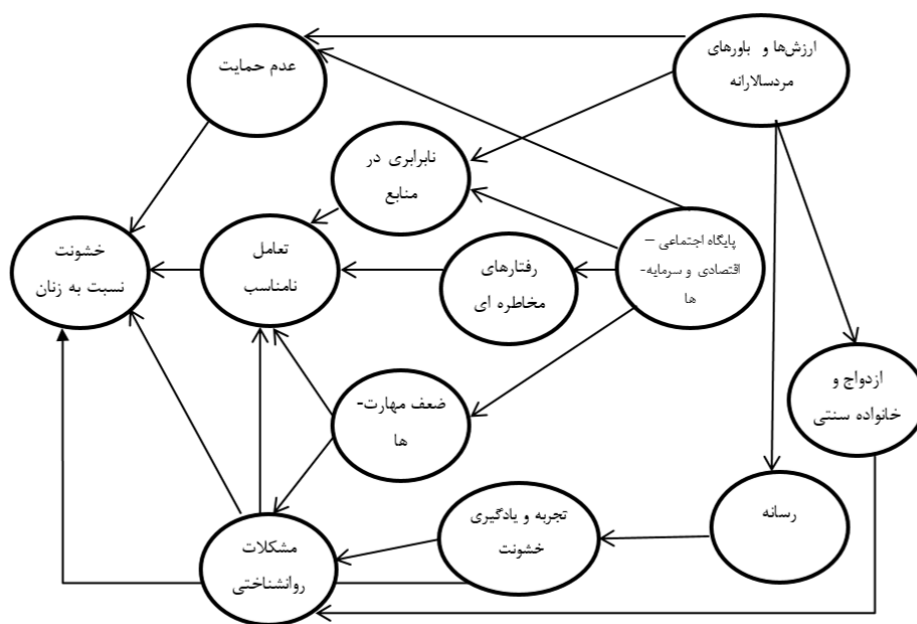 ارزش‌ها و باورهای
مردسالارانه
عدم حمایت
نابرابری در
منابع
پایگاه اجتماعی –
اقتصادی و سرمایه-
ها
رفتارهای
مخاطره ای
تعامل
نامناسب
خشونت
نسبت به زنان
ازدواج و
خانواده سنتی
ضعف مهارت-
ها
رسانه
تجربه و یادگیری
خشونت
مشکلات
روانشناختی